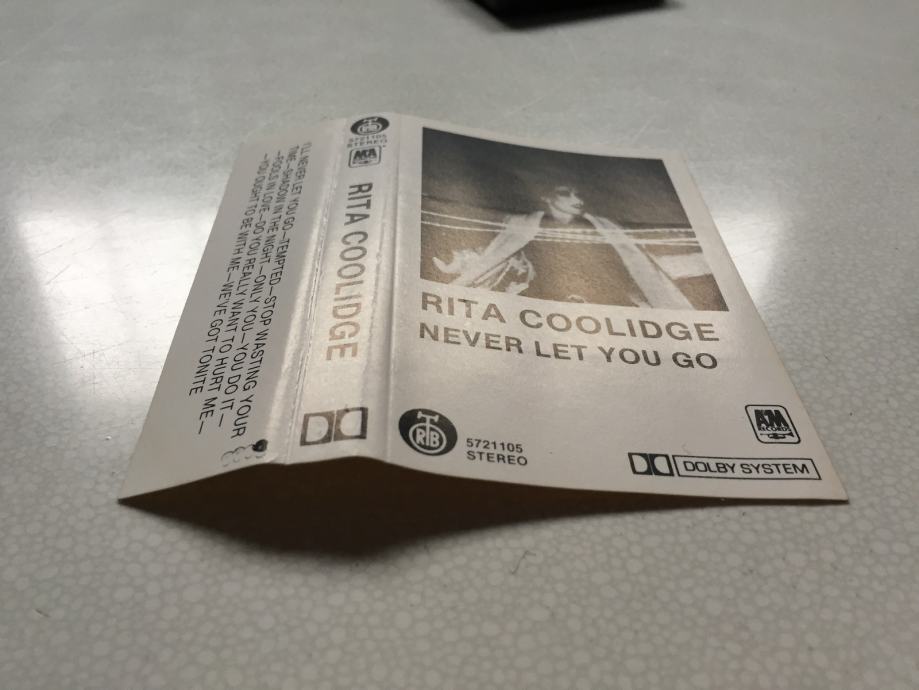 I'LL NEVER LET YOU GO—TEMPTED—STOP WASTING YOUR
TIME—SHADOW IN THE NIGHT—ONLY YOU—YOU DO IT—
—FOOLS IN LOVE—DO YOU REALLY WANT TO HURT ME—
—YOU OUGHT TO BE WITH ME—WE'VE GOT TONITE
RTB
5721105
STEREO
A&M
RITA COOLIDGE
RITA COOLIDGE
NEVER LET YOU GO
RTB
5721105
STEREO
A&M
RECORDS
DOLBY SYSTEM